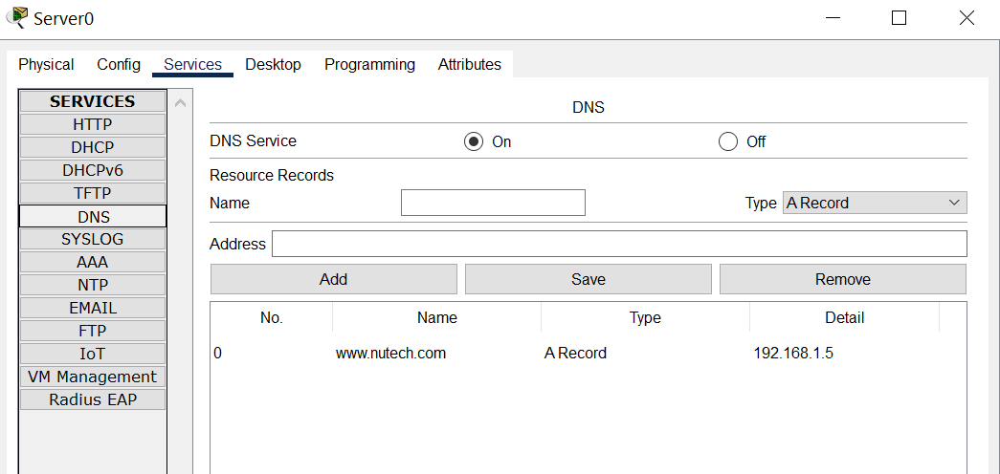 Server0
Physical Config Services Desktop Programming Attributes
SERVICES
HTTP
DHCP
DHCPv6
TFTP
DNS
SYSLOG
AAA
NTP
EMAIL
FTP
IoT
VM Management
Radius EAP
DNS
DNS Service On Off
Resource Records
Name Type A Record
Address
Add Save Remove
No. Name Type Detail
0 www.nutech.com A Record 192.168.1.5